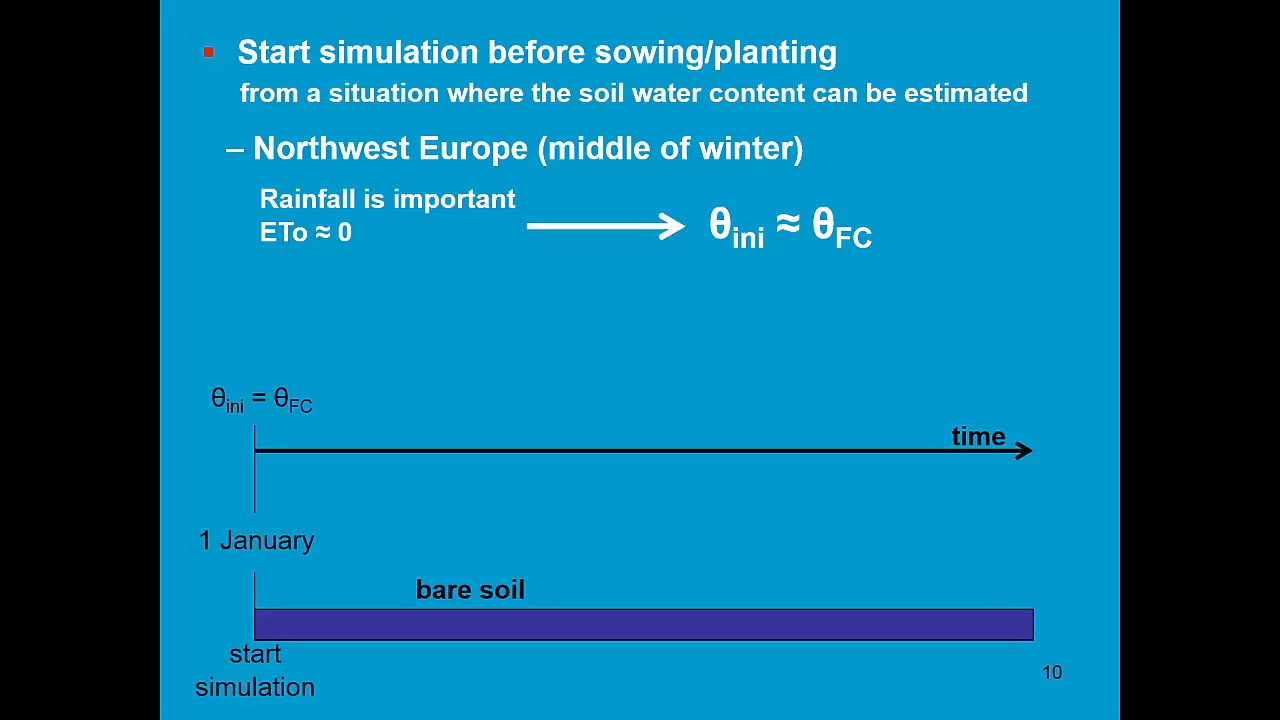 Start simulation before sowing/planting
from a situation where the soil water content can be estimated
– Northwest Europe (middle of winter)
Rainfall is important
ETo ≈ 0
θini ≈ θFC
θini = θFC
time
1 January
bare soil
start
simulation
10